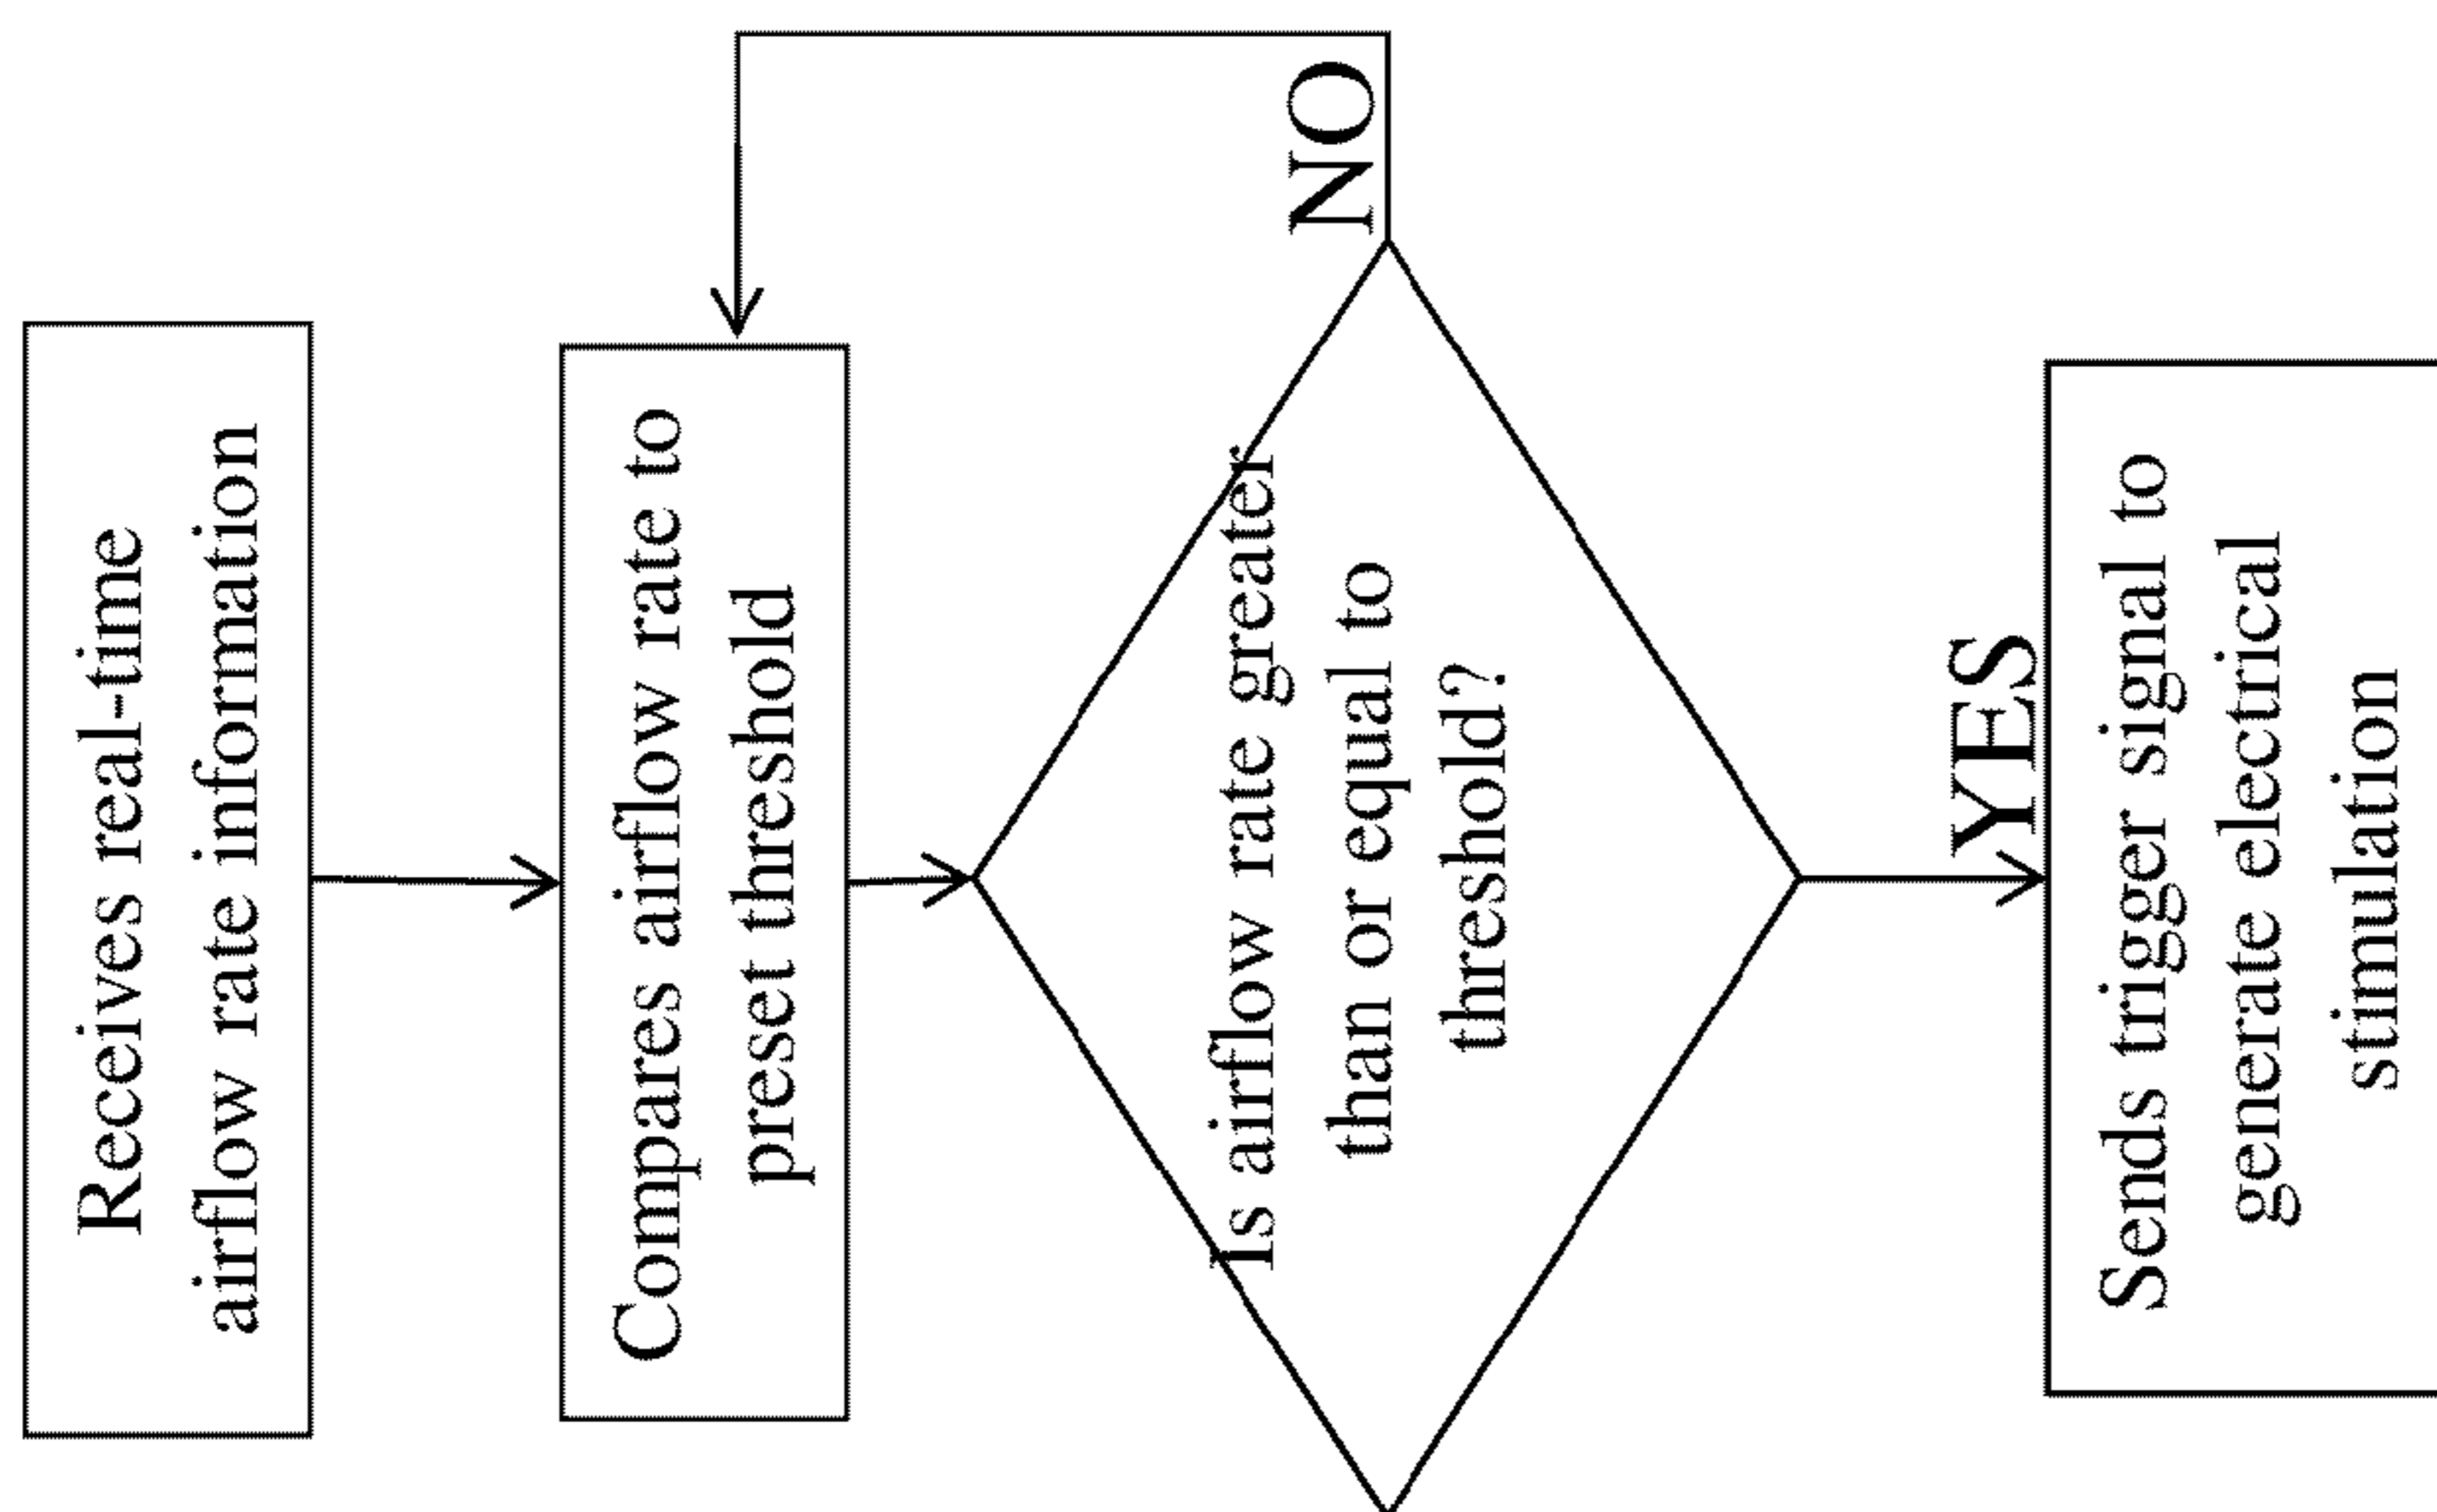 Receives real-time
airflow rate information
Compares airflow rate to
preset threshold
Is airflow rate greater
than or equal to
threshold?
NO
YES
Sends trigger signal to
generate electrical
stimulation